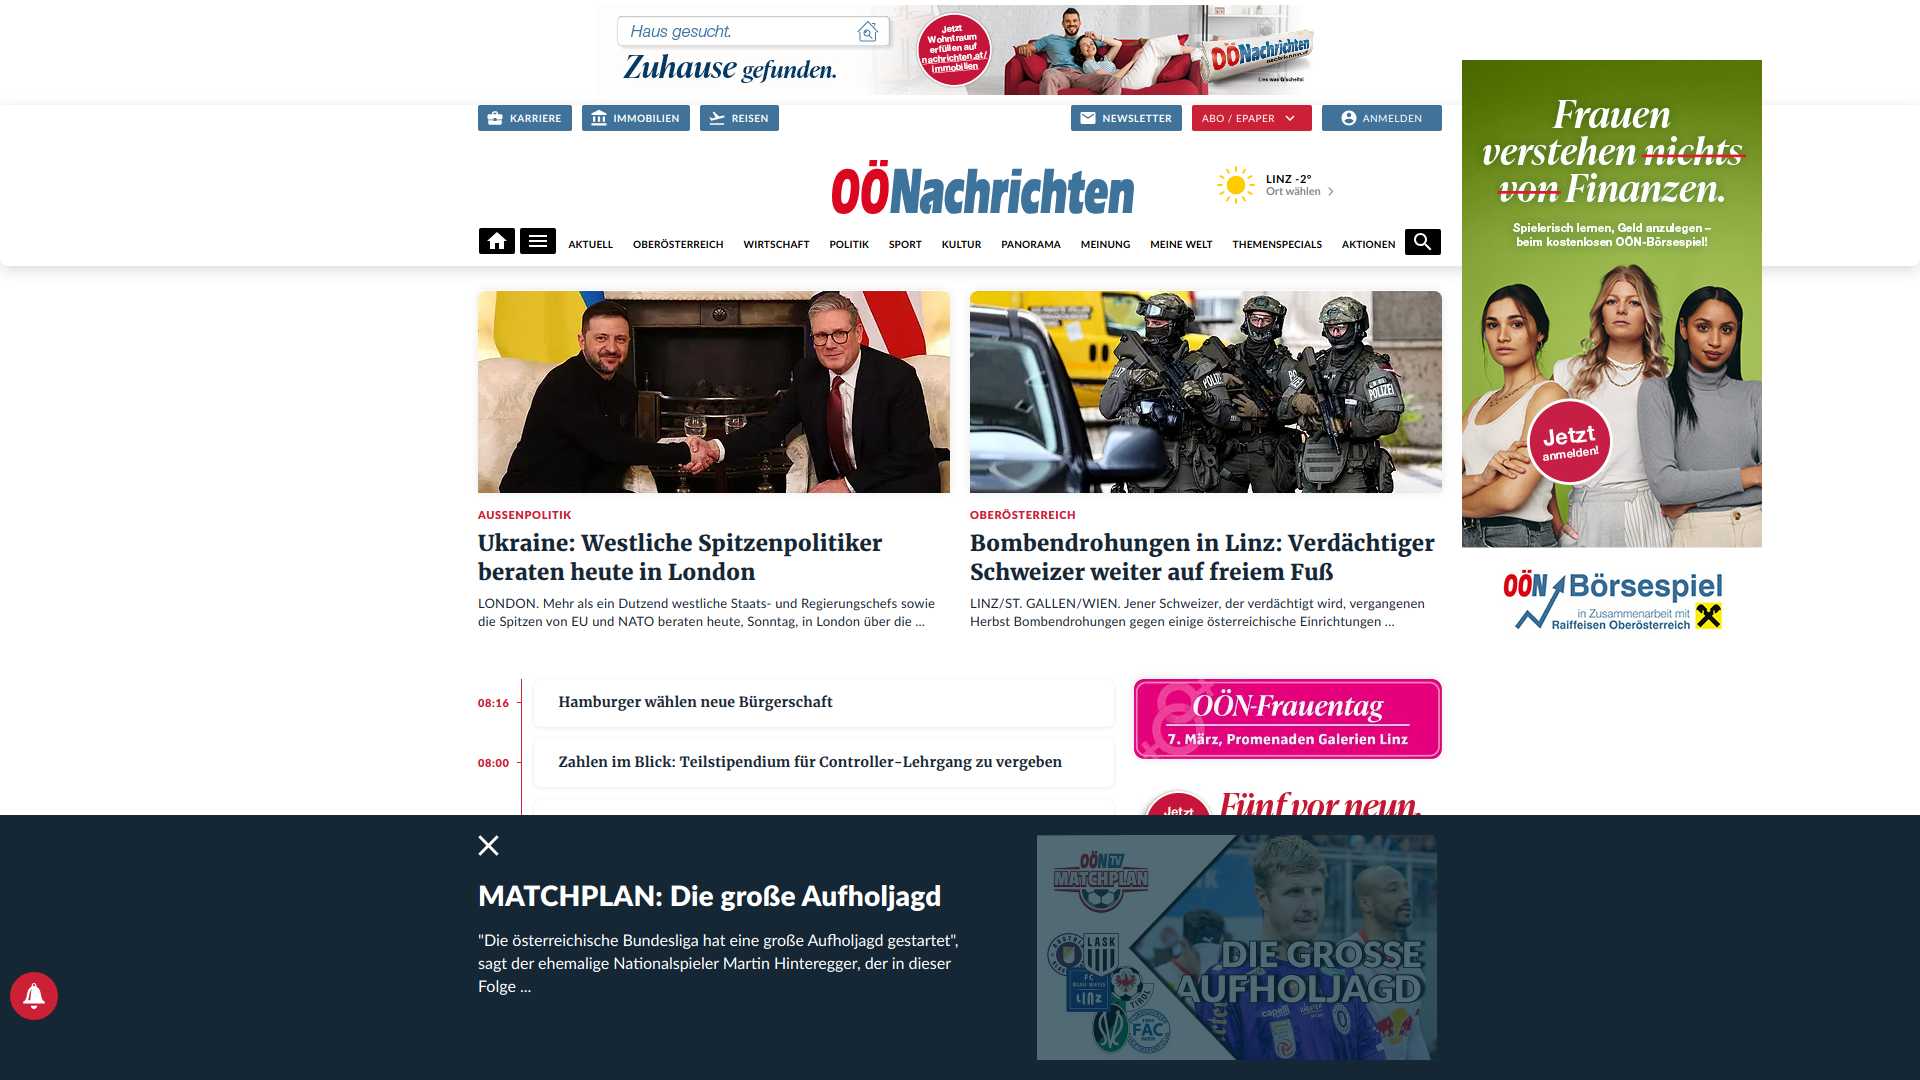 Haus gesucht.
Zuhause gefunden.
Jetzt
Wohntraum
erfüllen auf
nachrichten.at/
immobilien
OÖNachrichten
Lies was G'scheits!
KARRIERE
IMMOBILIEN
REISEN
NEWSLETTER
ABO / EPAPER
ANMELDEN
OÖNachrichten
LINZ -2°
Ort wählen
AKTUELL
OBERÖSTERREICH
WIRTSCHAFT
POLITIK
SPORT
KULTUR
PANORAMA
MEINUNG
MEINE WELT
THEMENSPECIALS
AKTIONEN
Frauen
verstehen nichts
von Finanzen.
Spielerisch lernen, Geld anzulegen –
beim kostenlosen OÖN-Börsespiel!
Jetzt
anmelden!
OÖN Börsespiel
in Zusammenarbeit mit
Raiffeisen Oberösterreich
POLIZEI
POLIZEI
POLIZEI
AUSSENPOLITIK
Ukraine: Westliche Spitzenpolitiker
beraten heute in London
LONDON. Mehr als ein Dutzend westliche Staats- und Regierungschefs sowie
die Spitzen von EU und NATO beraten heute, Sonntag, in London über die ...
OBERÖSTERREICH
Bombendrohungen in Linz: Verdächtiger
Schweizer weiter auf freiem Fuß
LINZ/ST. GALLEN/WIEN. Jener Schweizer, der verdächtigt wird, vergangenen
Herbst Bombendrohungen gegen einige österreichische Einrichtungen ...
08:16
Hamburger wählen neue Bürgerschaft
08:00
Zahlen im Blick: Teilstipendium für Controller-Lehrgang zu vergeben
OÖN-Frauentag
7. März, Promenaden Galerien Linz
Jetzt
Fünf vor neun.
MATCHPLAN: Die große Aufholjagd
"Die österreichische Bundesliga hat eine große Aufholjagd gestartet",
sagt der ehemalige Nationalspieler Martin Hinteregger, der in dieser
Folge ...
OÖN TV
MATCHPLAN
LASK
FC
BLAU WEISS
LINZ
TIROL
FAC
DIE GROSSE
AUFHOLJAGD
capelli